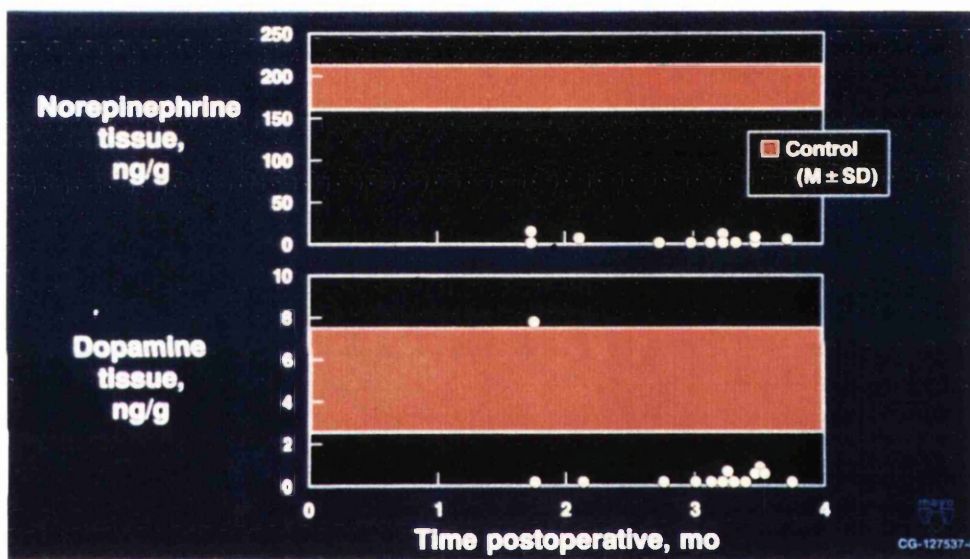 250
200
Norepinephrine
tissue,
ng/g
150
100
50
0
Control
(M ± SD)
10
8
Dopamine
tissue,
ng/g
6
4
2
0
0 1 2 3 4
Time postoperative, mo
mayo
CG-127537-